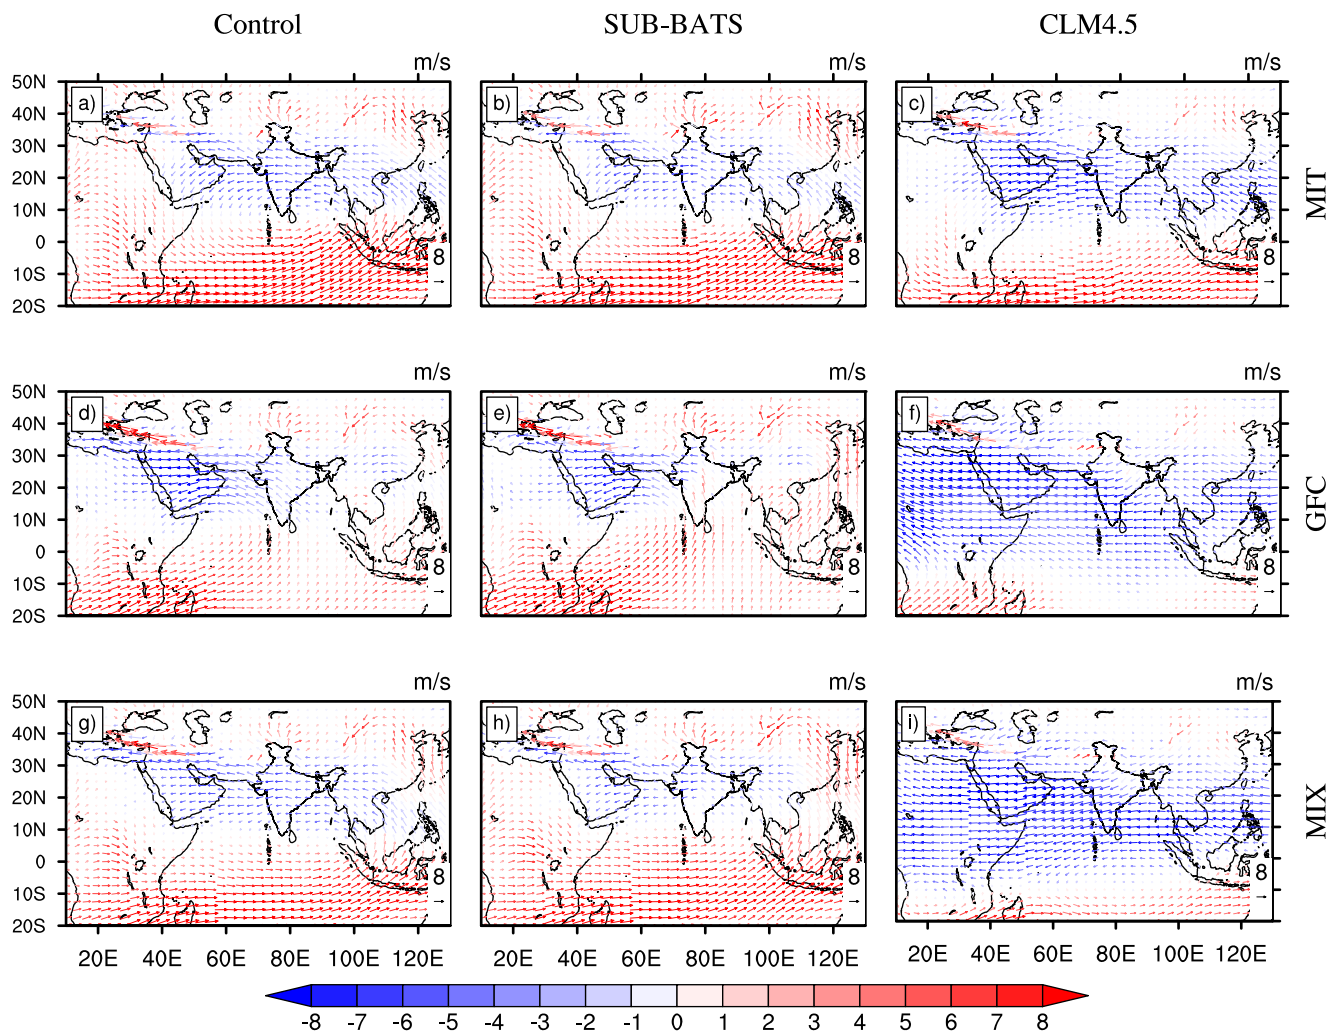 Control SUB-BATS CLM4.5
m/s m/s m/s
50N
a) b) c)
40N
30N
20N
MIT
10N
0
8 8 8
10S
20S
m/s m/s m/s
50N
d) e) f)
40N
30N
20N
GFC
10N
0
8 8 8
10S
20S
m/s m/s m/s
50N
g) h) i)
40N
30N
20N
MIX
10N
0
8 8 8
10S
20S
20E 40E 60E 80E 100E 120E 20E 40E 60E 80E 100E 120E 20E 40E 60E 80E 100E 120E
-8 -7 -6 -5 -4 -3 -2 -1 0 1 2 3 4 5 6 7 8